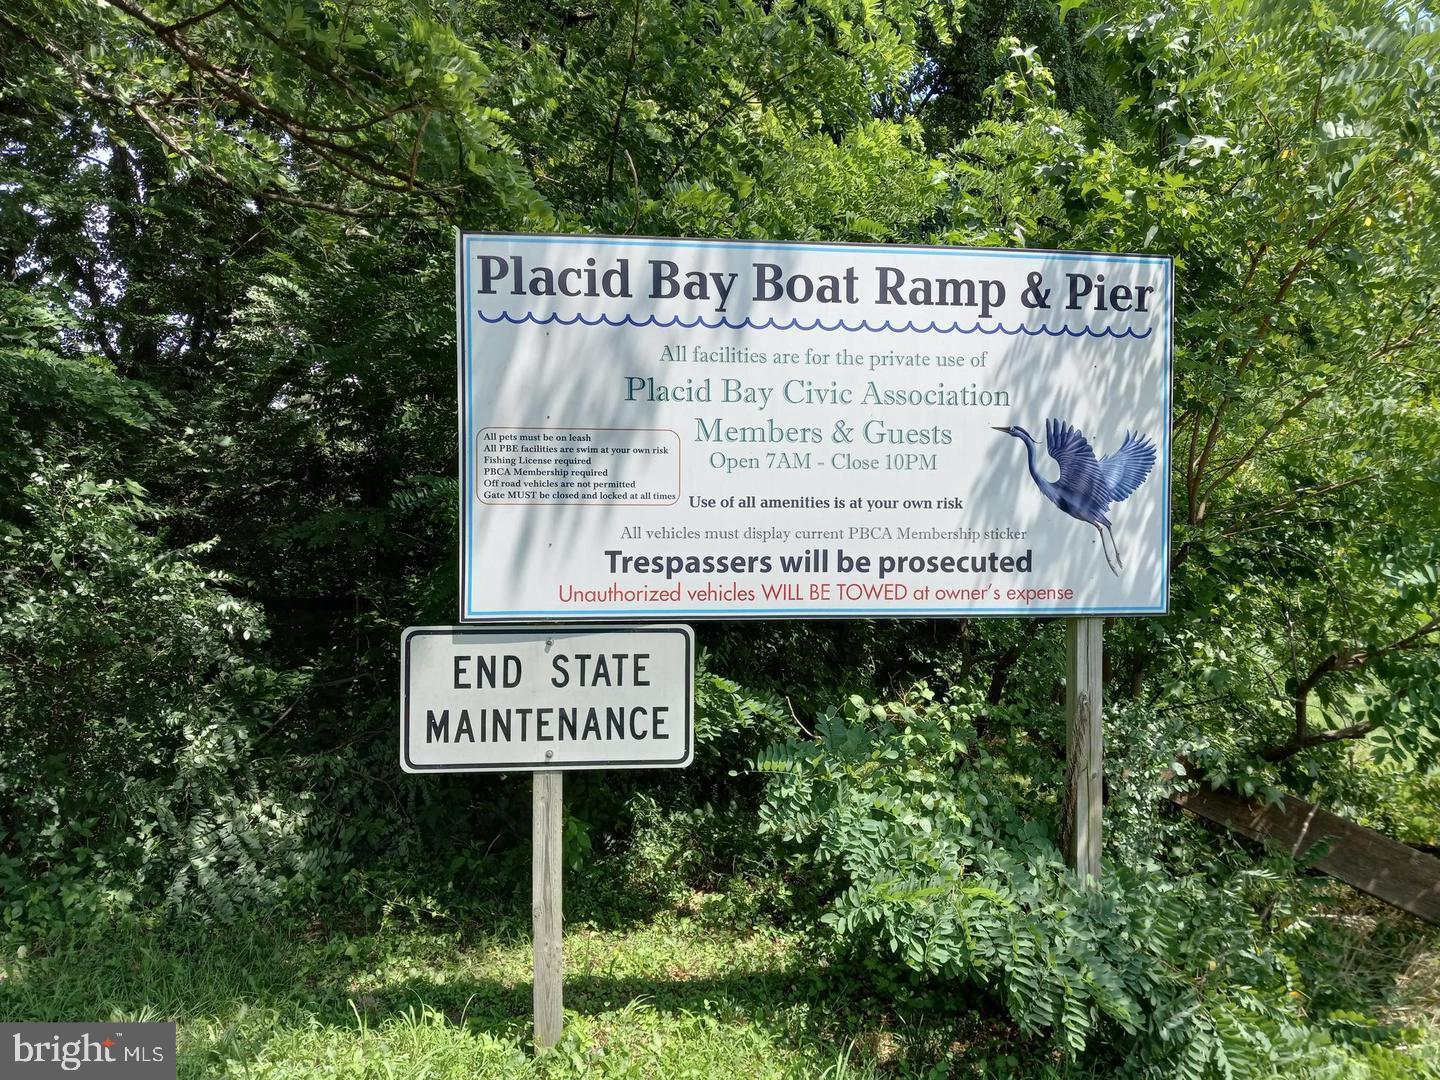 Placid Bay Boat Ramp & Pier
All facilities are for the private use of
Placid Bay Civic Association
Members & Guests
Open 7AM - Close 10PM
All pets must be on leash
All PBE facilities are swim at your own risk
Fishing License required
PBCA Membership required
Off road vehicles are not permitted
Gate MUST be closed and locked at all times
Use of all amenities is at your own risk
All vehicles must display current PBCA Membership sticker
Trespassers will be prosecuted
Unauthorized vehicles WILL BE TOWED at owner's expense
END STATE
MAINTENANCE
bright™ MLS